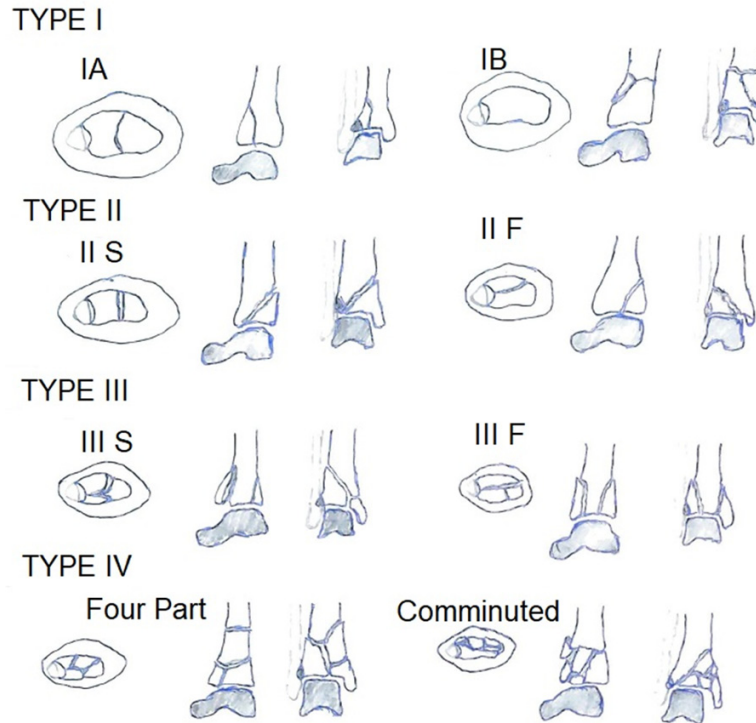 TYPE I
IA
IB
TYPE II
II S
II F
TYPE III
III S
III F
TYPE IV
Four Part
Comminuted